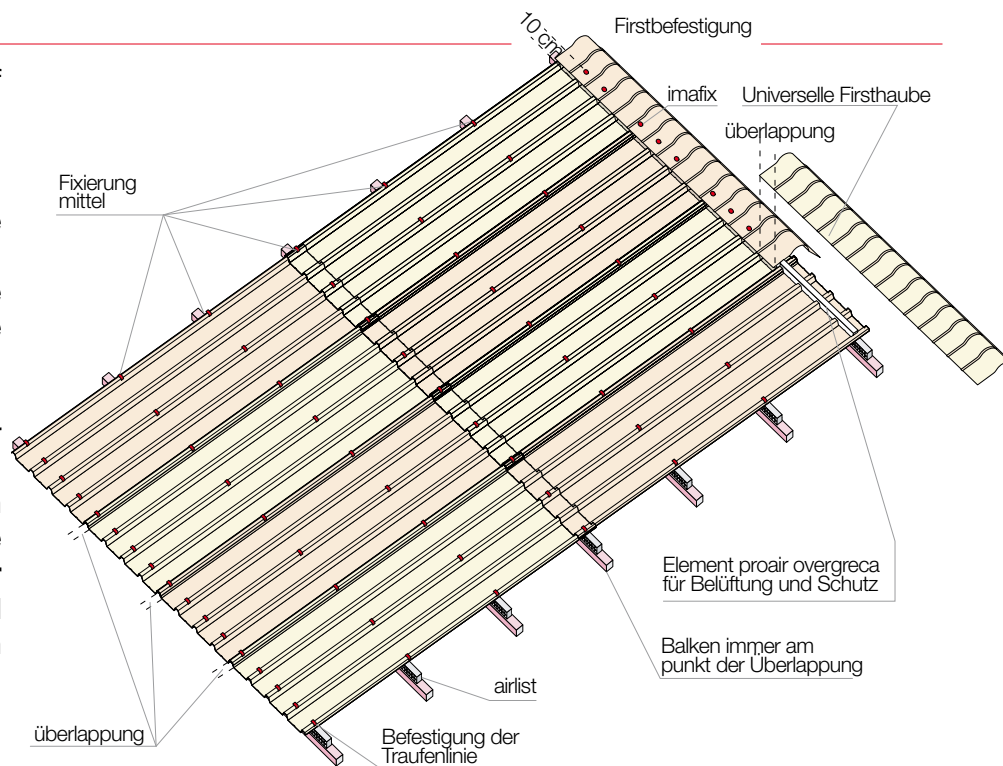 Firstbefestigung
10 cm
imafix
Universelle Firsthaube
überlappung
Fixierung
mittel
Element proair overgreca
für Belüftung und Schutz
Balken immer am
punkt der Überlappung
airlist
überlappung
Befestigung der
Traufenlinie